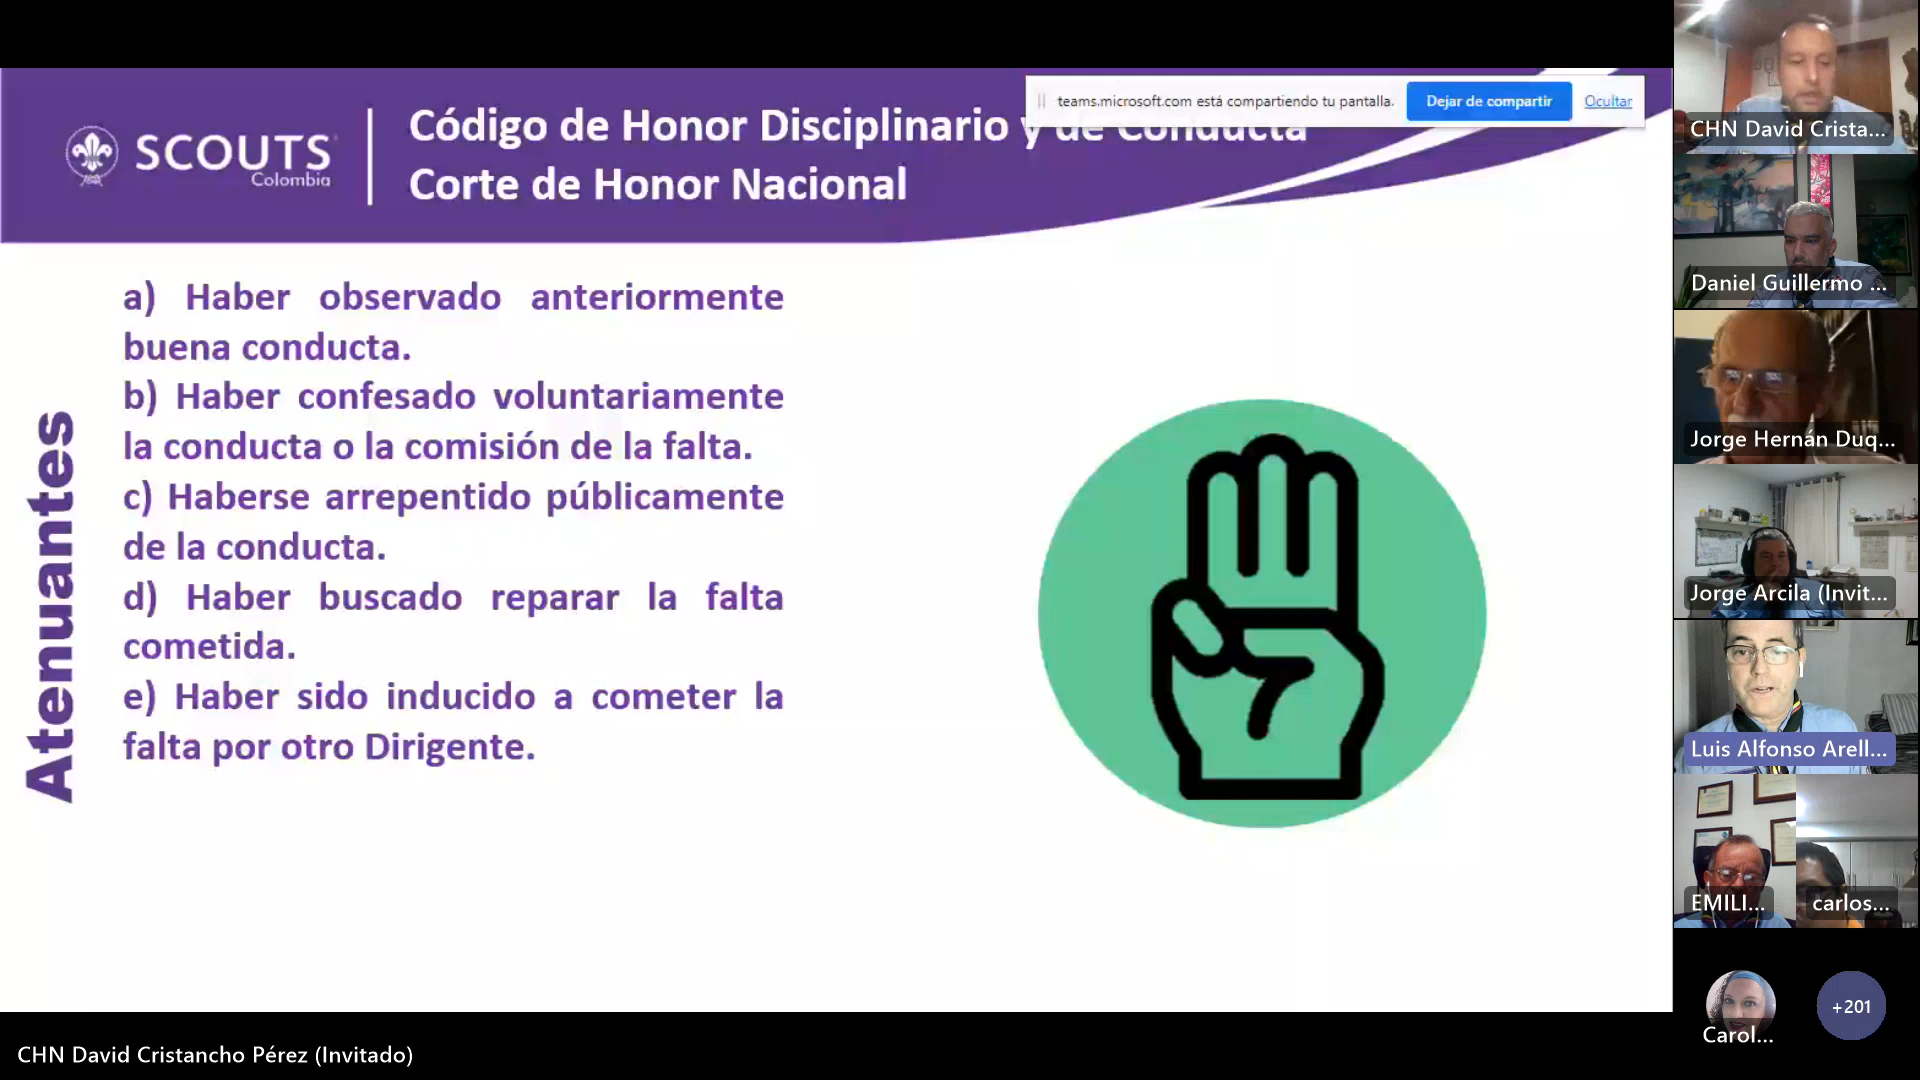 teams.microsoft.com está compartiendo tu pantalla.
Dejar de compartir
Ocultar
SCOUTS
Colombia
Código de Honor Disciplinario y de Conducta
Corte de Honor Nacional
Atenuantes
a) Haber observado anteriormente
buena conducta.
b) Haber confesado voluntariamente
la conducta o la comisión de la falta.
c) Haberse arrepentido públicamente
de la conducta.
d) Haber buscado reparar la falta
cometida.
e) Haber sido inducido a cometer la
falta por otro Dirigente.
CHN David Crista...
Daniel Guillermo ...
Jorge Hernán Duq...
Jorge Arcila (Invit...
Luis Alfonso Arell...
EMILI...
carlos...
Carol...
+201
CHN David Cristancho Pérez (Invitado)